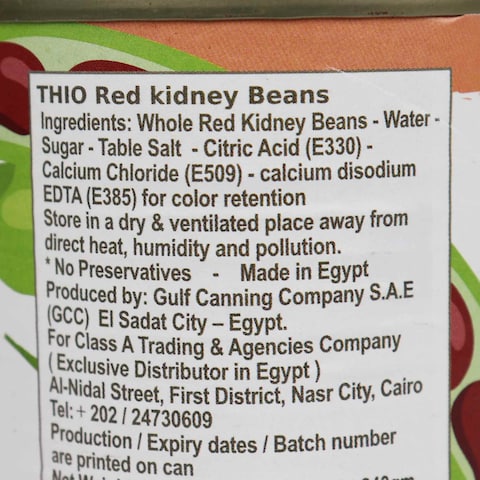 THIO Red kidney Beans
Ingredients: Whole Red Kidney Beans - Water -
Sugar - Table Salt - Citric Acid (E330) -
Calcium Chloride (E509) - calcium disodium
EDTA (E385) for color retention
Store in a dry & ventilated place away from
direct heat, humidity and pollution.
* No Preservatives - Made in Egypt
Produced by: Gulf Canning Company S.A.E
(GCC) El Sadat City – Egypt.
For Class A Trading & Agencies Company
( Exclusive Distributor in Egypt )
Al-Nidal Street, First District, Nasr City, Cairo
Tel: + 202 / 24730609
Production / Expiry dates / Batch number
are printed on can